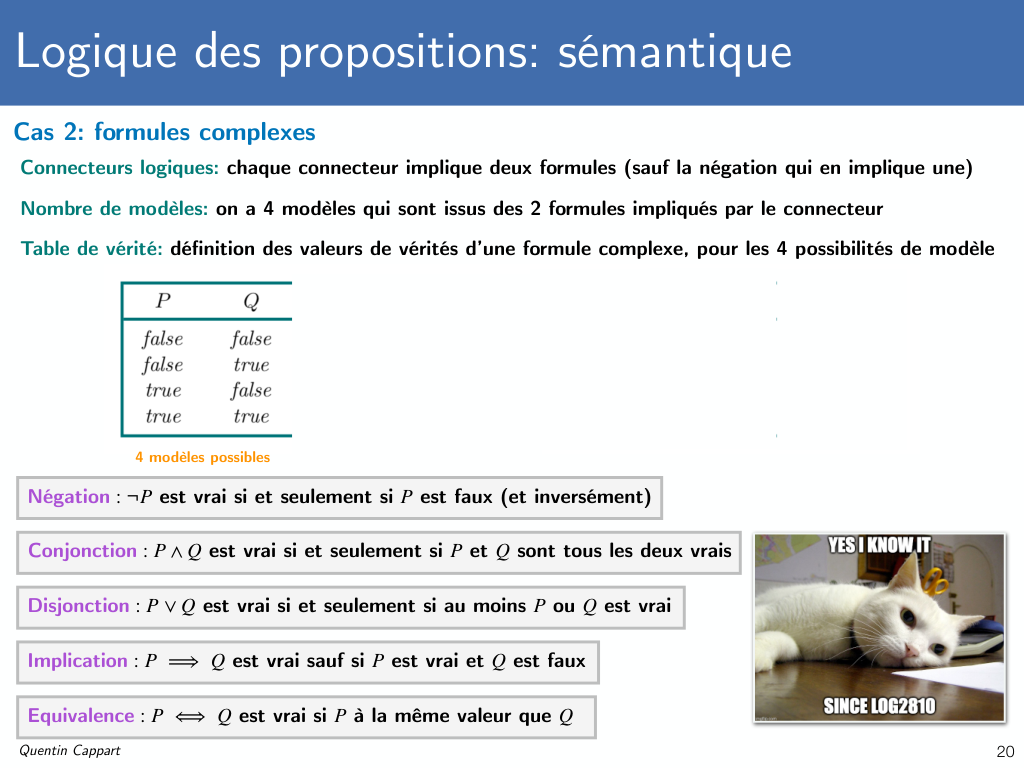 Logique des propositions: sémantique
Cas 2: formules complexes
Connecteurs logiques: chaque connecteur implique deux formules (sauf la négation qui en implique une)
Nombre de modèles: on a 4 modèles qui sont issus des 2 formules impliqués par le connecteur
Table de vérité: définition des valeurs de vérités d'une formule complexe, pour les 4 possibilités de modèle
P Q
false false
false true
true false
true true
4 modèles possibles
Négation : ¬P est vrai si et seulement si P est faux (et inversément)
Conjonction : P ∧ Q est vrai si et seulement si P et Q sont tous les deux vrais
Disjonction : P ∨ Q est vrai si et seulement si au moins P ou Q est vrai
Implication : P ⟹ Q est vrai sauf si P est vrai et Q est faux
Equivalence : P ⟺ Q est vrai si P à la même valeur que Q
YES I KNOW IT
SINCE LOG2810
Quentin Cappart
20